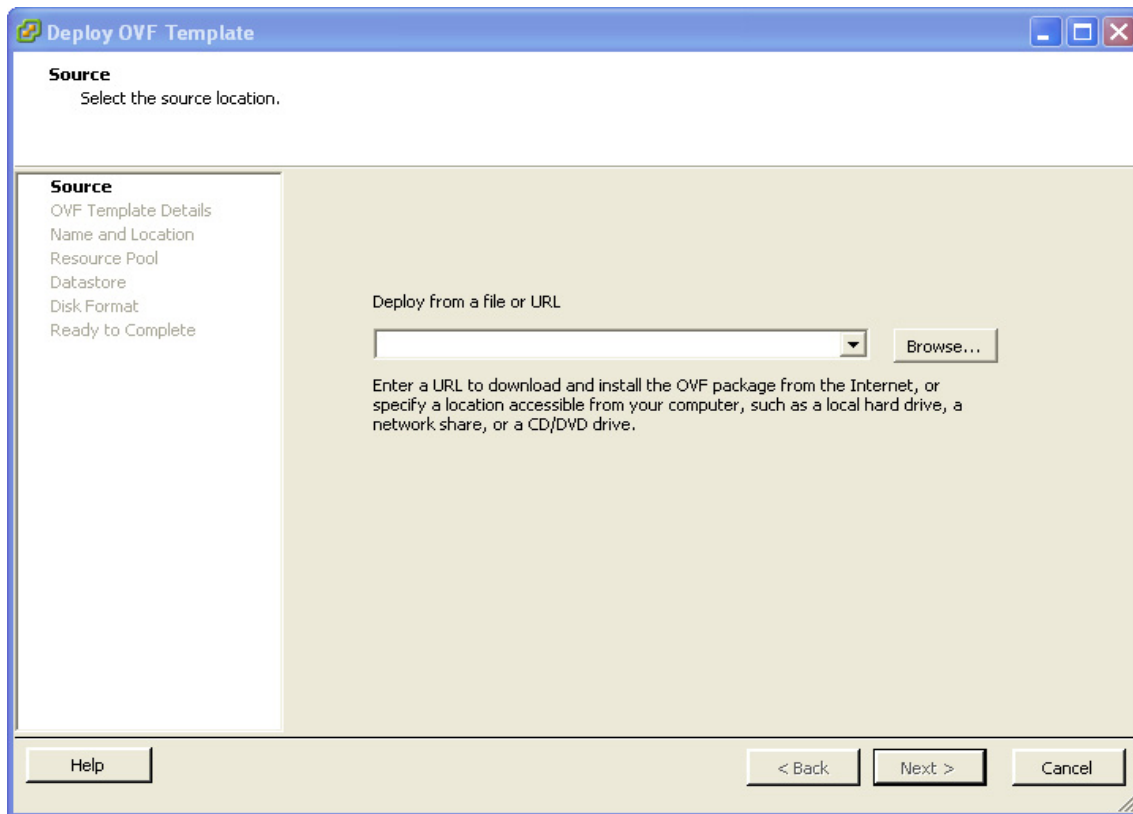 Deploy OVF Template
Source
Select the source location.
Source
OVF Template Details
Name and Location
Resource Pool
Datastore
Disk Format
Ready to Complete
Deploy from a file or URL
Browse...
Enter a URL to download and install the OVF package from the Internet, or
specify a location accessible from your computer, such as a local hard drive, a
network share, or a CD/DVD drive.
Help
< Back
Next >
Cancel